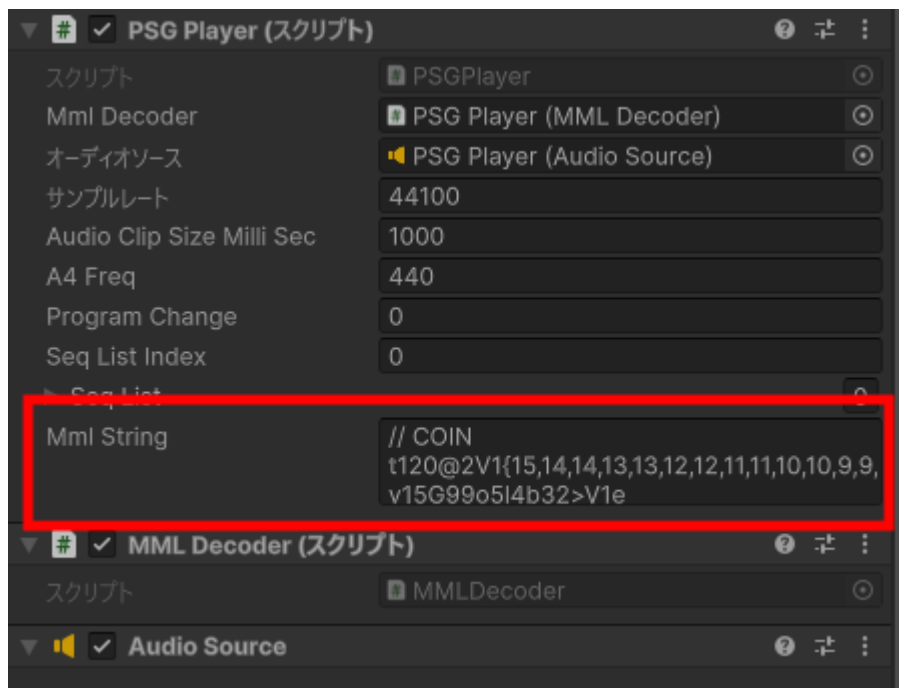 PSG Player (スクリプト)
スクリプト PSGPlayer
Mml Decoder PSG Player (MML Decoder)
オーディオソース PSG Player (Audio Source)
サンプルレート 44100
Audio Clip Size Milli Sec 1000
A4 Freq 440
Program Change 0
Seq List Index 0
Seq List 0
Mml String // COIN
t120@2V1{15,14,14,13,13,12,12,11,11,10,10,9,9,
v15G99o5l4b32>V1e
MML Decoder (スクリプト)
スクリプト MMLDecoder
Audio Source